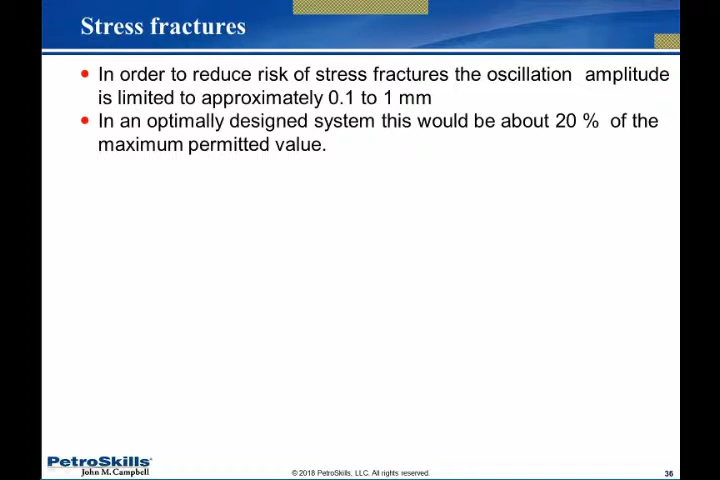 Stress fractures
In order to reduce risk of stress fractures the oscillation amplitude
is limited to approximately 0.1 to 1 mm
In an optimally designed system this would be about 20 % of the
maximum permitted value.
PetroSkills
John M. Campbell
© 2018 PetroSkills, LLC. All rights reserved.
36